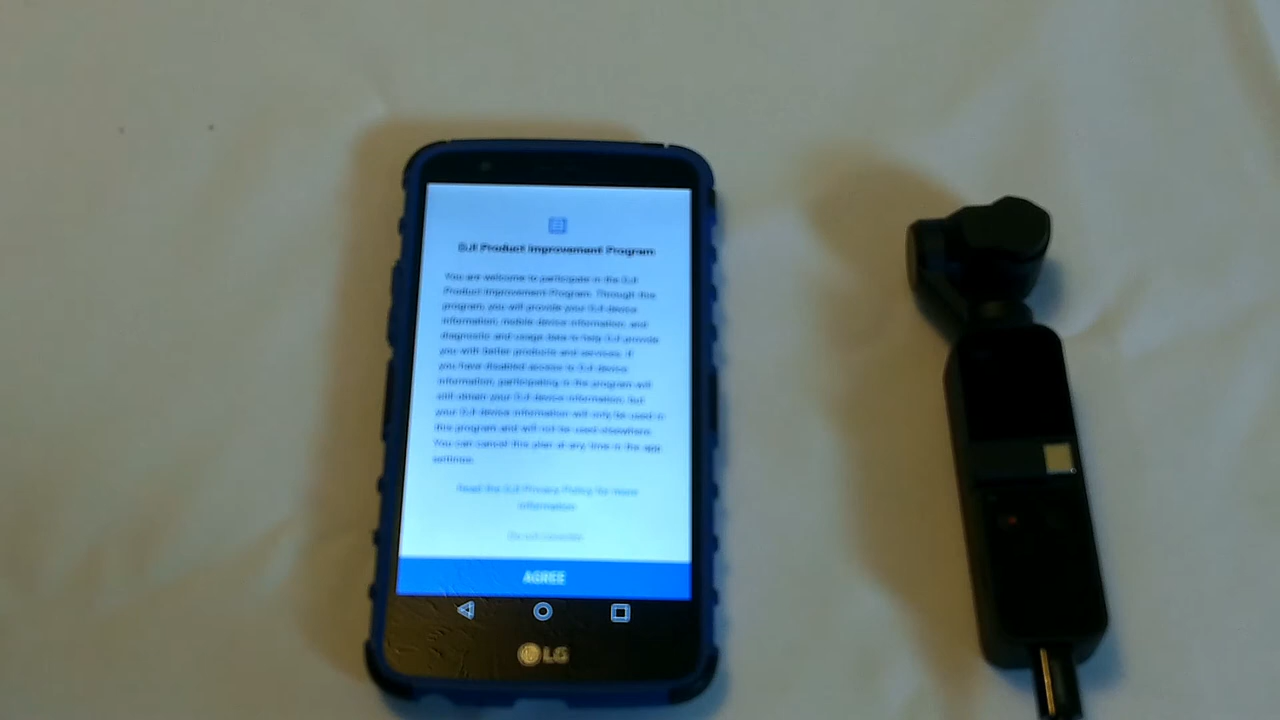 DJI Product Improvement Program
You are welcome to participate in the DJI
Product Improvement Program. Through this
program, you will provide your DJI device
information, mobile device information, and
diagnostic and usage data to help DJI provide
you with better products and services. If
you have disabled access to DJI device
information, participating in the program will
still obtain your DJI device information, but
your DJI device information will only be used in
this program and will not be used elsewhere.
You can cancel this plan at any time in the app
settings.
Read the DJI Privacy Policy for more
information
Do not
AGREE
LG